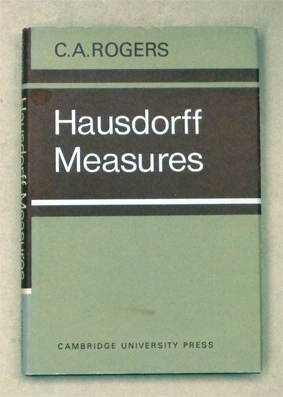 C.A.ROGERS
Hausdorff
Measures
CAMBRIDGE UNIVERSITY PRESS
Hausdorff Measures